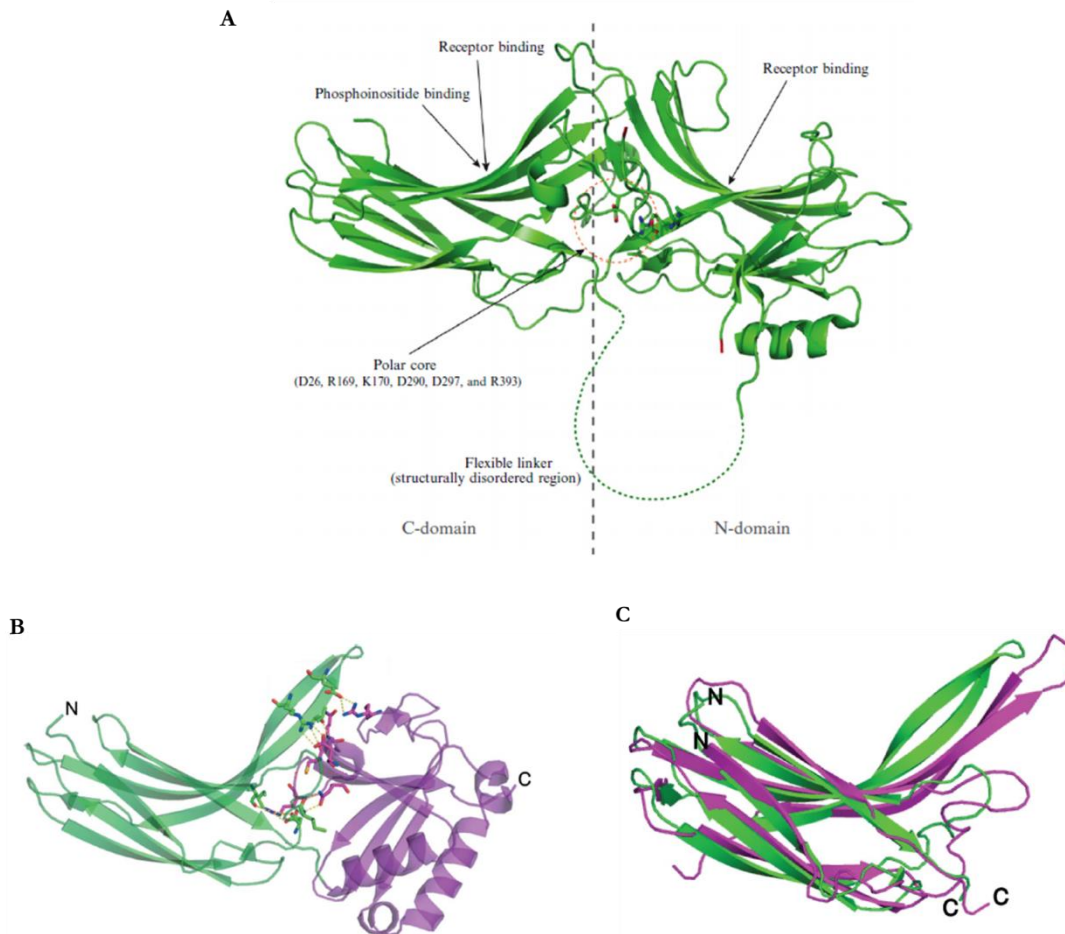 A
Receptor binding
Phosphoinositide binding
Receptor binding
Polar core
(D26, R169, K170, D290, D297, and R393)
Flexible linker
(structurally disordered region)
C-domain
N-domain
B
N
C
C
N
N
C
C